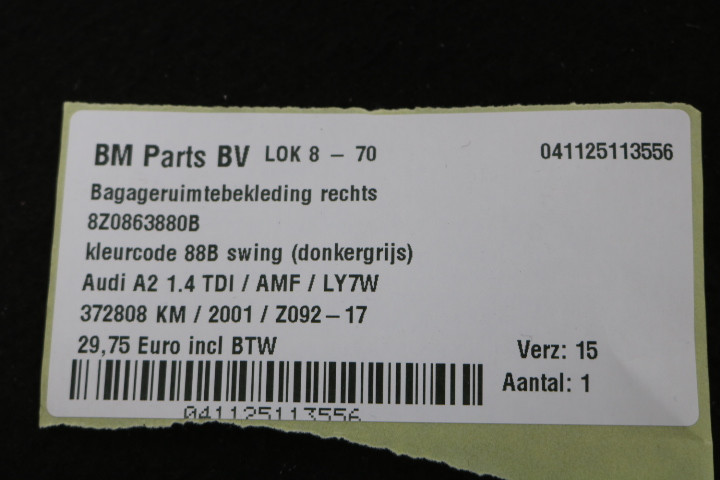 BM Parts BV LOK 8 – 70 041125113556
Bagageruimtebekleding rechts
8Z0863880B
kleurcode 88B swing (donkergrijs)
Audi A2 1.4 TDI / AMF / LY7W
372808 KM / 2001 / Z092–17
29,75 Euro incl BTW
Verz: 15
Aantal: 1
041125113556